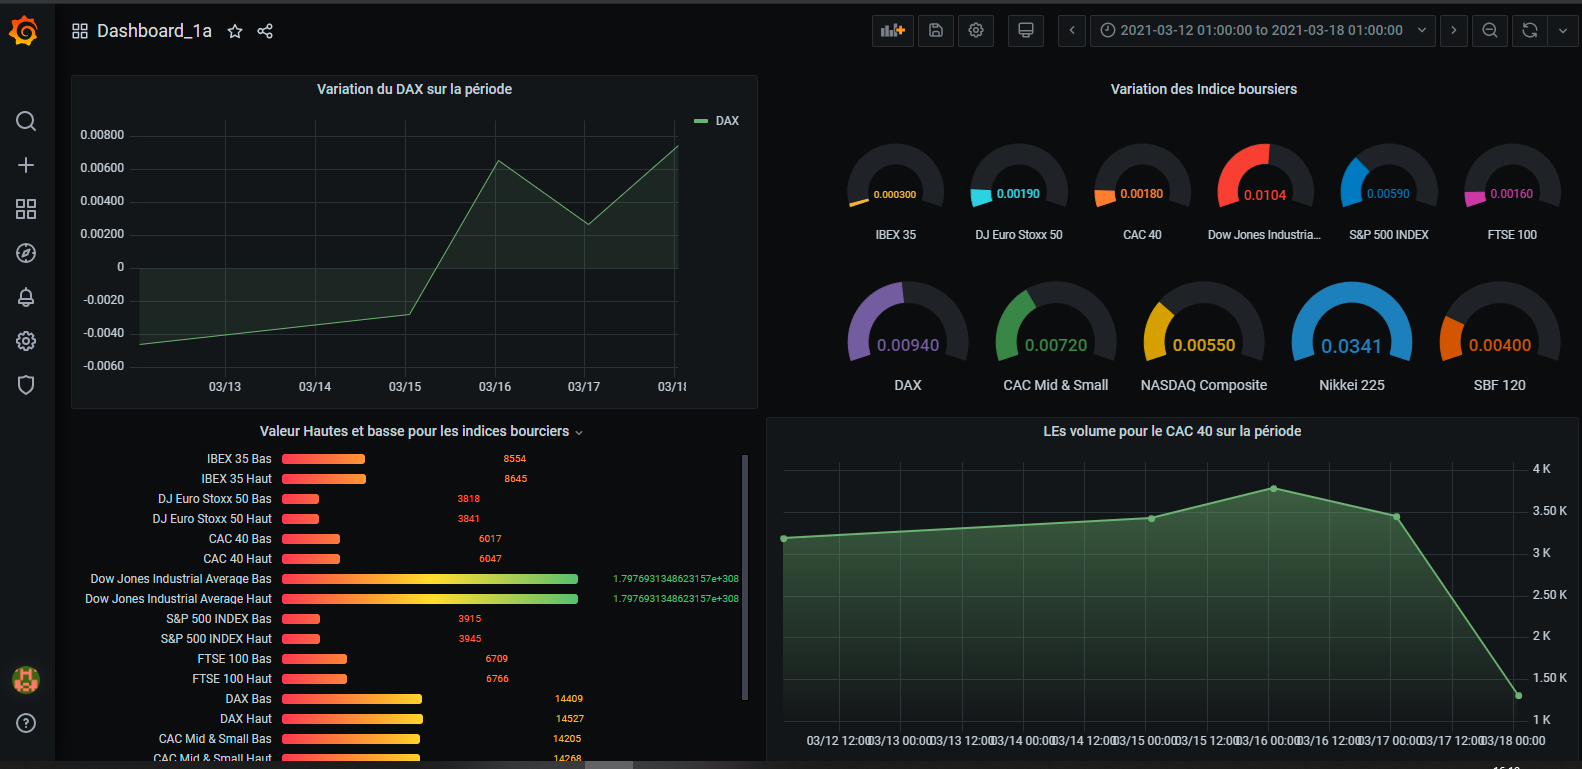 Dashboard_1a
2021-03-12 01:00:00 to 2021-03-18 01:00:00
Variation du DAX sur la période
DAX
0.00800
0.00600
0.00400
0.00200
0
-0.0020
-0.0040
-0.0060
03/13 03/14 03/15 03/16 03/17 03/18
Variation des Indice boursiers
0.000300 0.00190 0.00180 0.0104 0.00590 0.00160
IBEX 35 DJ Euro Stoxx 50 CAC 40 Dow Jones Industria... S&P 500 INDEX FTSE 100
0.00940 0.00720 0.00550 0.0341 0.00400
DAX CAC Mid & Small NASDAQ Composite Nikkei 225 SBF 120
Valeur Hautes et basse pour les indices bourciers
IBEX 35 Bas 8554
IBEX 35 Haut 8645
DJ Euro Stoxx 50 Bas 3818
DJ Euro Stoxx 50 Haut 3841
CAC 40 Bas 6017
CAC 40 Haut 6047
Dow Jones Industrial Average Bas 1.7976931348623157e+308
Dow Jones Industrial Average Haut 1.7976931348623157e+308
S&P 500 INDEX Bas 3915
S&P 500 INDEX Haut 3945
FTSE 100 Bas 6709
FTSE 100 Haut 6766
DAX Bas 14409
DAX Haut 14527
CAC Mid & Small Bas 14205
CAC Mid & Small Haut 14268
LEs volume pour le CAC 40 sur la période
4 K
3.50 K
3 K
2.50 K
2 K
1.50 K
1 K
03/12 12:00 03/13 00:00 03/13 12:00 03/14 00:00 03/14 12:00 03/15 00:00 03/15 12:00 03/16 00:00 03/16 12:00 03/17 00:00 03/17 12:00 03/18 00:00